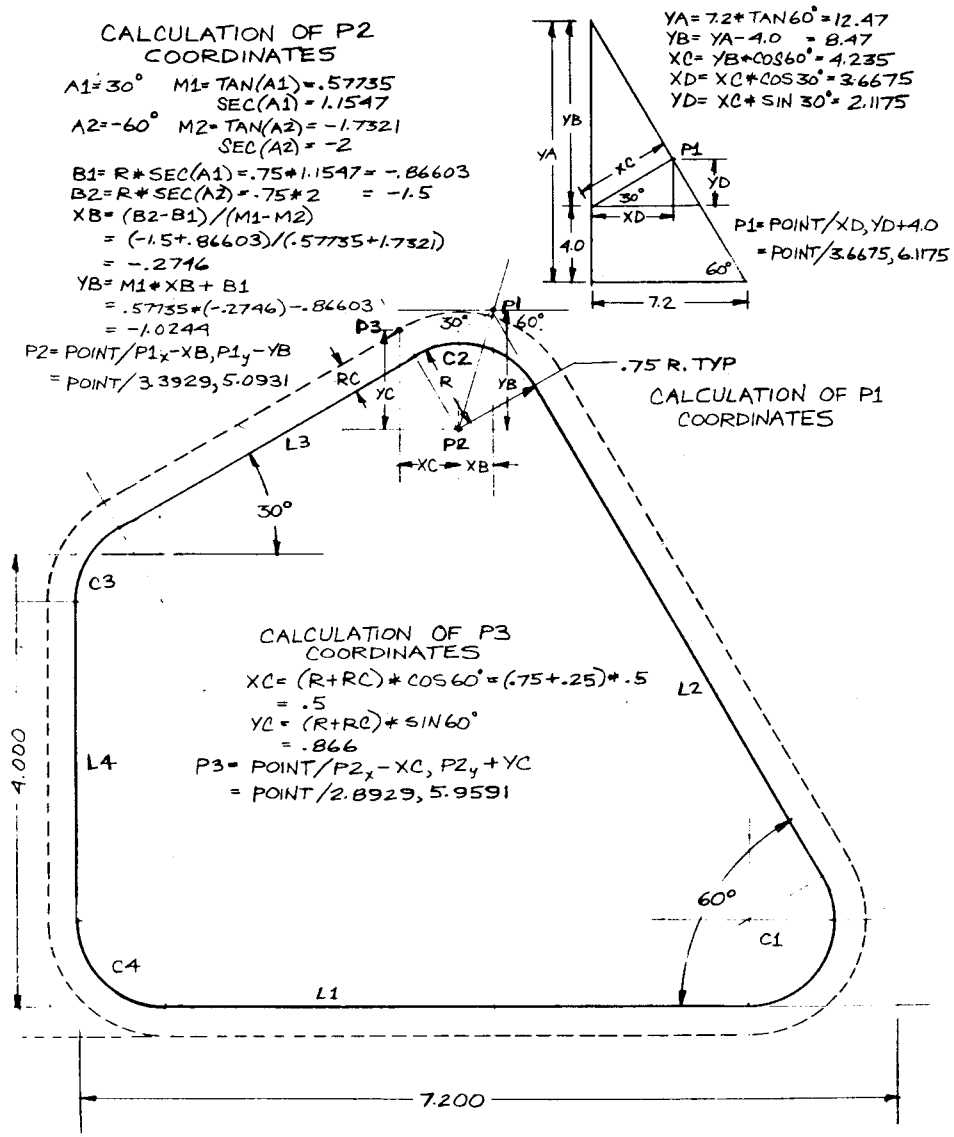 CALCULATION OF P2
COORDINATES
A1=30° M1=TAN(A1)=.57735
SEC(A1)=1.1547
A2=-60° M2=TAN(A2)=-1.7321
SEC(A2)=-2
B1=R*SEC(A1)=.75*1.1547=-.86603
B2=R*SEC(A2)=.75*2 =-1.5
XB=(B2-B1)/(M1-M2)
=(-1.5+.86603)/(.57735+1.7321)
=-.2746
YB=M1*XB+B1
=.57735*(-.2746)-.86603
=-1.0244
P2=POINT/P1x-XB,P1y-YB
=POINT/3.3929,5.0931
YA=7.2*TAN60°=12.47
YB=YA-4.0 =8.47
XC=YB*COS60°=4.235
XD=XC*COS30°=3.6675
YD=XC*SIN30°=2.1175
YA
YB
XC
P1
YD
30°
XD
4.0
60°
7.2
P1=POINT/XD,YD+4.0
=POINT/3.6675,6.1175
CALCULATION OF P1
COORDINATES
P3
30°
P1
60°
C2
.75 R. TYP
RC
YC
R
YB
P2
XC
XB
L3
30°
C3
CALCULATION OF P3
COORDINATES
XC=(R+RC)*COS60°=(.75+.25)*.5
=.5
YC=(R+RC)*SIN60°
=.866
P3=POINT/P2x-XC,P2y+YC
=POINT/2.8929,5.9591
L2
L4
4.000
60°
C1
C4
L1
7.200